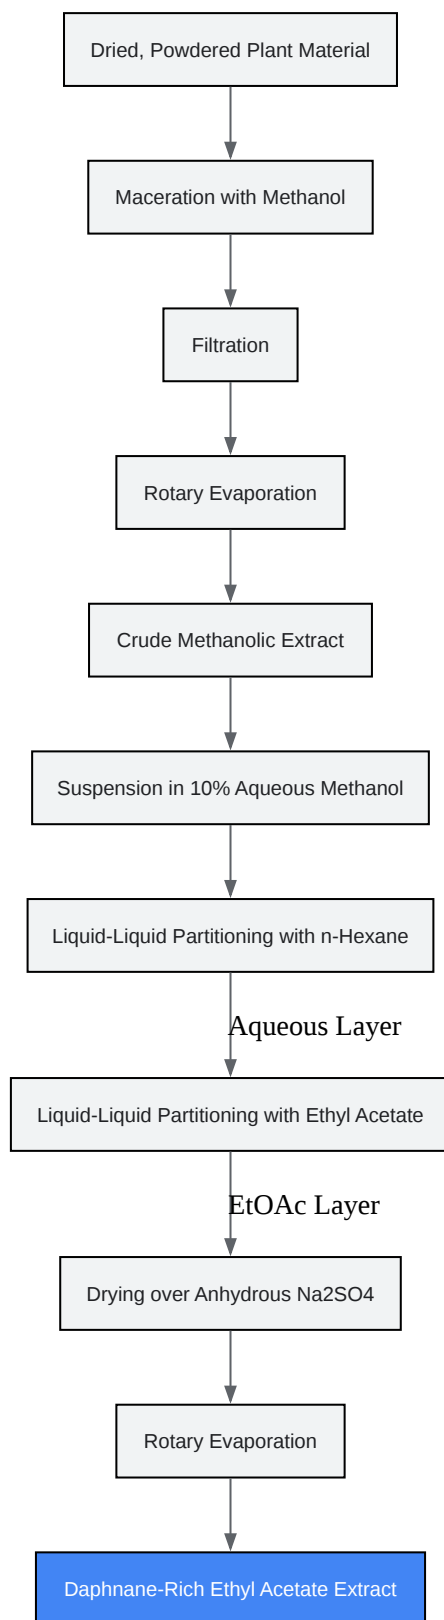 Dried, Powdered Plant Material
Maceration with Methanol
Filtration
Rotary Evaporation
Crude Methanolic Extract
Suspension in 10% Aqueous Methanol
Liquid-Liquid Partitioning with n-Hexane
Aqueous Layer
Liquid-Liquid Partitioning with Ethyl Acetate
EtOAc Layer
Drying over Anhydrous Na2SO4
Rotary Evaporation
Daphnane-Rich Ethyl Acetate Extract